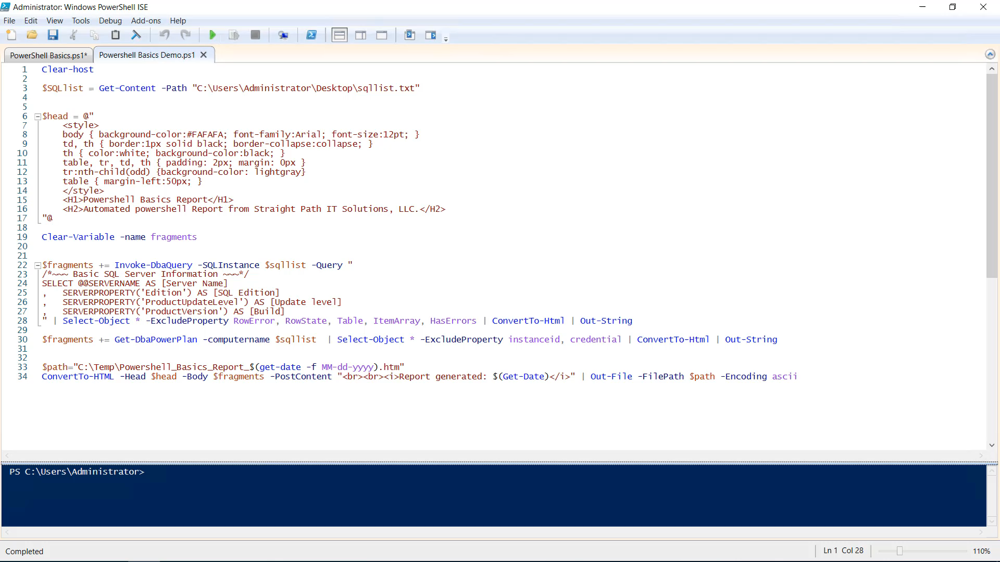 Administrator: Windows PowerShell ISE
File Edit View Tools Debug Add-ons Help
PowerShell Basics.ps1* Powershell Basics Demo.ps1
1 Clear-host
2
3 $SQLlist = Get-Content -Path "C:\Users\Administrator\Desktop\sqllist.txt"
4
5
6 $head = @"
7 <style>
8 body { background-color:#FAFAFA; font-family:Arial; font-size:12pt; }
9 td, th { border:1px solid black; border-collapse:collapse; }
10 th { color:white; background-color:black; }
11 table, tr, td, th { padding: 2px; margin: 0px }
12 tr:nth-child(odd) {background-color: lightgray}
13 table { margin-left:50px; }
14 </style>
15 <H1>Powershell Basics Report</H1>
16 <H2>Automated powershell Report from Straight Path IT Solutions, LLC.</H2>
17 "@
18
19 Clear-Variable -name fragments
20
21
22 $fragments += Invoke-DbaQuery -SQLInstance $sqllist -Query "
23 /*~~~ Basic SQL Server Information ~~~*/
24 SELECT @@SERVERNAME AS [Server Name]
25 ,   SERVERPROPERTY('Edition') AS [SQL Edition]
26 ,   SERVERPROPERTY('ProductUpdateLevel') AS [Update level]
27 ,   SERVERPROPERTY('ProductVersion') AS [Build]
28 " | Select-Object * -ExcludeProperty RowError, RowState, Table, ItemArray, HasErrors | ConvertTo-Html | Out-String
29
30 $fragments += Get-DbaPowerPlan -computername $sqllist  | Select-Object * -ExcludeProperty instanceid, credential | ConvertTo-Html | Out-String
31
32
33 $path="C:\Temp\Powershell_Basics_Report_$(get-date -f MM-dd-yyyy).htm"
34 ConvertTo-HTML -Head $head -Body $fragments -PostContent "<br><br><i>Report generated: $(Get-Date)</i>" | Out-File -FilePath $path -Encoding ascii
PS C:\Users\Administrator>
Completed Ln 1 Col 28 110%